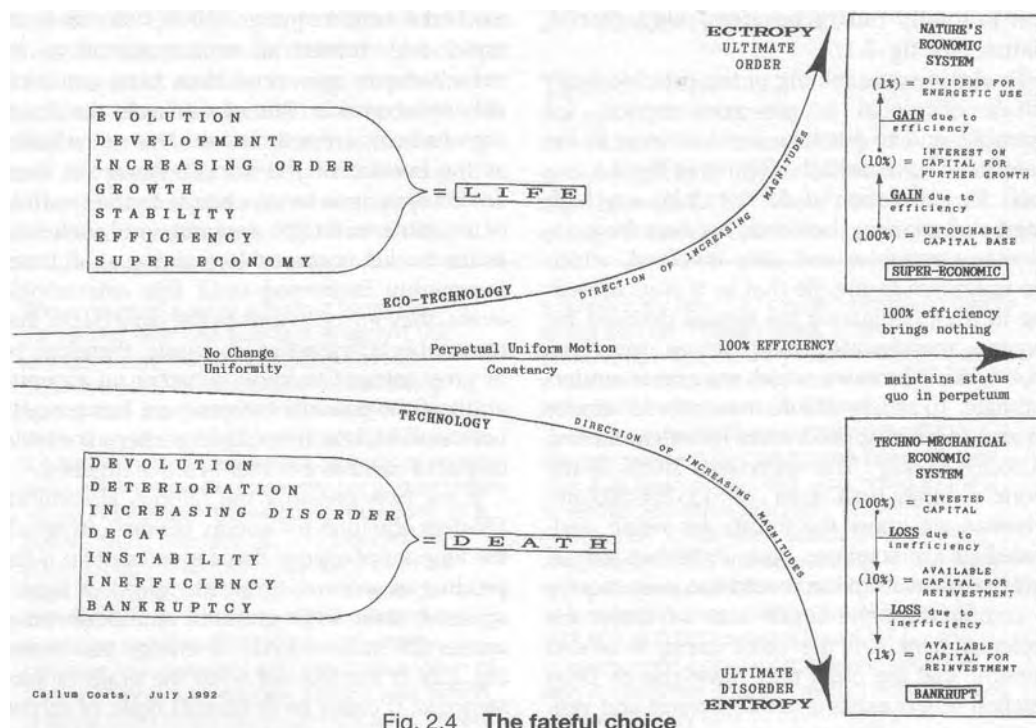 ECTROPY
ULTIMATE
ORDER
NATURE'S
ECONOMIC
SYSTEM
(1%) = DIVIDEND FOR
ENERGETIC USE
GAIN due to
efficiency
(10%) = INTEREST ON
CAPITAL FOR
FURTHER GROWTH
GAIN due to
efficiency
(100%) = UNTOUCHABLE
CAPITAL BASE
SUPER-ECONOMIC
EVOLUTION
DEVELOPMENT
INCREASING ORDER
GROWTH
STABILITY
EFFICIENCY
SUPER ECONOMY
= LIFE
ECO-TECHNOLOGY
DIRECTION OF INCREASING MAGNITUDES
No Change
Uniformity
Perpetual Uniform Motion
Constancy
100% EFFICIENCY
100% efficiency
brings nothing
maintains status
quo in perpetuum
TECHNOLOGY
DIRECTION OF INCREASING MAGNITUDES
DEVOLUTION
DETERIORATION
INCREASING DISORDER
DECAY
INSTABILITY
INEFFICIENCY
BANKRUPTCY
= DEATH
TECHNO-MECHANICAL
ECONOMIC
SYSTEM
(100%) = INVESTED
CAPITAL
LOSS due to
inefficiency
(10%) = AVAILABLE
CAPITAL FOR
REINVESTMENT
LOSS due to
inefficiency
(1%) = AVAILABLE
CAPITAL FOR
REINVESTMENT
BANKRUPT
ULTIMATE
DISORDER
ENTROPY
Callum Coats, July 1992
Fig. 2.4 The fateful choice